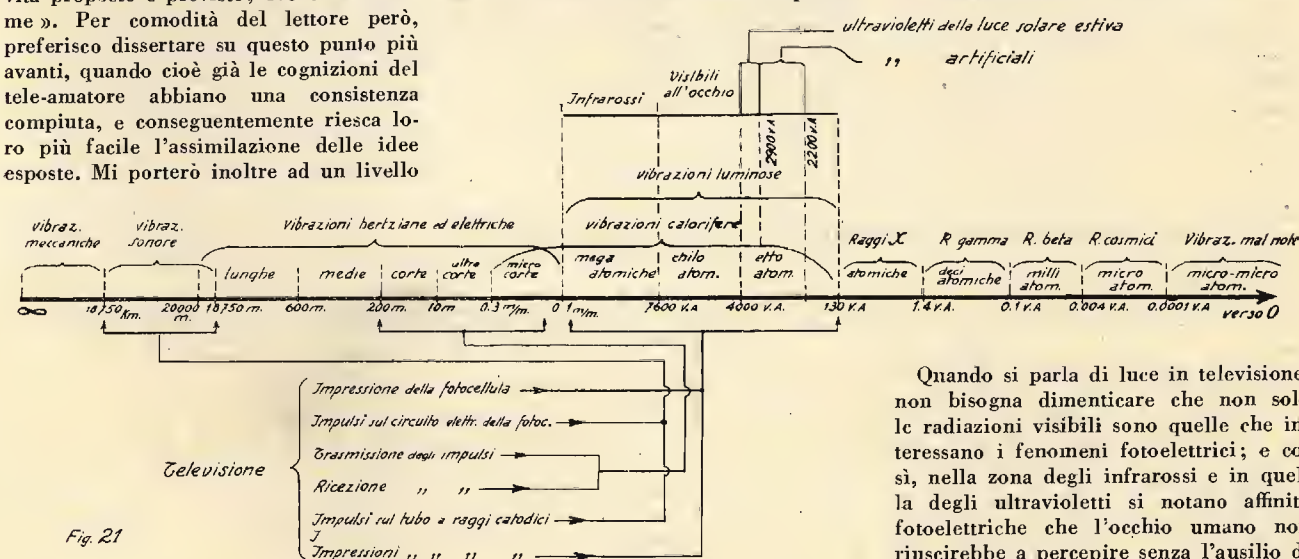 me ». Per comodità del lettore però,
preferisco dissertare su questo punto più
avanti, quando cioè già le cognizioni del
tele-amatore abbiano una consistenza
compiuta, e conseguentemente riesca lo-
ro più facile l'assimilazione delle idee
esposte. Mi porterò inoltre ad un livello
ultravioletti della luce solare estiva
,, artificiali
Infrarossi
Visibili
all'occhio
2900 v.A
2200 v.A
vibrazioni luminose
vibraz.
meccaniche
vibraz.
sonore
vibrazioni hertziane ed elettriche
vibrazioni calorifere
Raggi X
R gamma
R. beta
R. cosmici
Vibraz. mal note
lunghe
medie
corte
ultra
corte
micro
corte
mega
atomiche
chilo
atom.
etto
atom.
atomiche
deci
atomiche
milli
atom.
micro
atom.
micro-micro
atom.
∞
18750
Km.
20000
m.
18750 m.
600 m.
200 m.
10 m
0.3 m/m.
0 1 m/m.
7600 v.A
4000 v.A.
130 v.A
1.4 v.A.
0.1 v.A.
0.004 v.A.
0.0001 v.A
verso 0
Televisione
Impressione della fotocellula
Impulsi sul circuito elettr. della fotoc.
Trasmissione degli impulsi
Ricezione ,, ,,
Impulsi sul tubo a raggi catodici
J
Impressioni ,, ,, ,, ,,
Fig. 21
Quando si parla di luce in televisione
non bisogna dimenticare che non sol
le radiazioni visibili sono quelle che in
teressano i fenomeni fotoelettrici; e co
sì, nella zona degli infrarossi e in quel
la degli ultravioletti si notano affinit
fotoelettriche che l'occhio umano no
riuscirebbe a percepire senza l'ausilio d